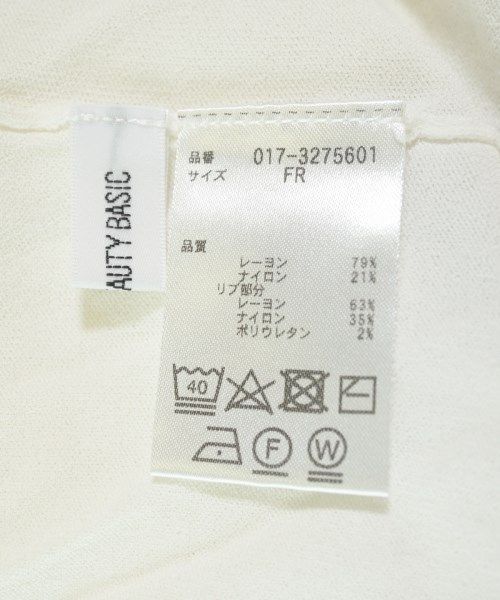 AUTY BASIC
品番 017-3275601
サイズ FR
品質
レーヨン 79%
ナイロン 21%
リブ部分
レーヨン 63%
ナイロン 35%
ポリウレタン 2%
40
F W